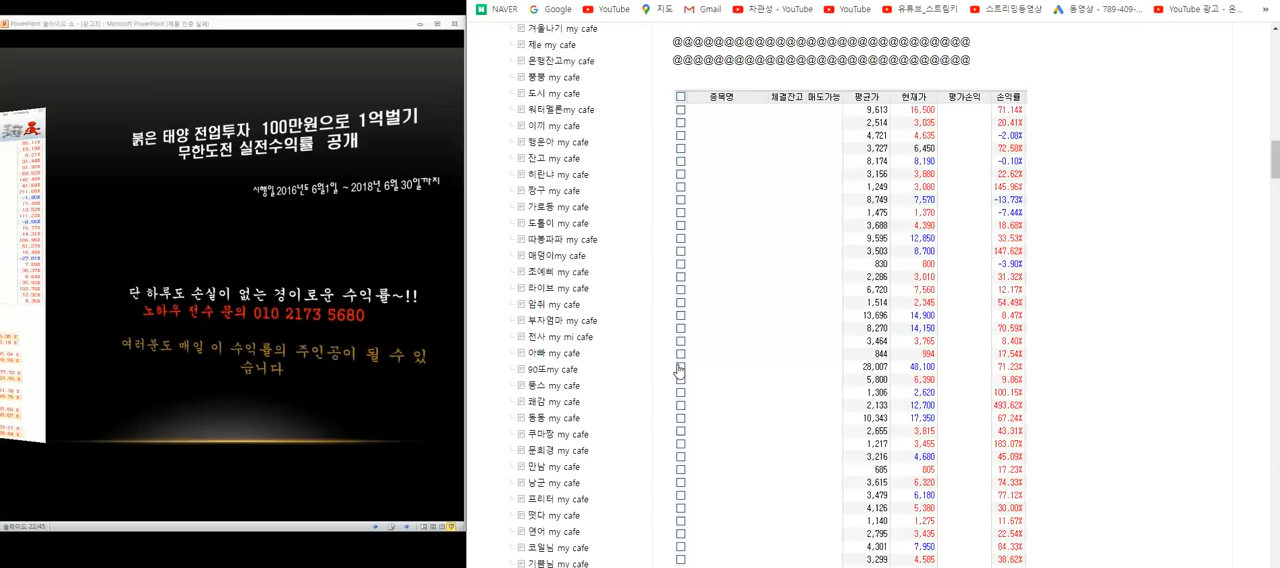 PowerPoint 슬라이드 쇼 - [광고3] - Microsoft PowerPoint (제품 인증 실패)
붉은 태양 전업투자 100만원으로 1억벌기
무한도전 실전수익률 공개
시행일2016년도 6월1일 ~2018년 6월30일까지
단 하루도 손실이 없는 경이로운 수익률~!!
노하우 전수 문의 010 2173 5680
여러분도 매일 이 수익률의 주인공이 될 수 있
습니다
슬라이드 22/45
NAVER Google YouTube 지도 Gmail 자관성 - YouTube YouTube 유튜브_스트림키 스트리밍동영상 동영상 - 789-409-... YouTube 광고 - 온...
겨울나기 my cafe
제e my cafe
은행잔고my cafe
뿡뿡 my cafe
도시 my cafe
워터멜론my cafe
이끼 my cafe
행운아 my cafe
잔고 my cafe
히란냐 my cafe
짱구 my cafe
가로등 my cafe
도톨이 my cafe
따봉파파 my cafe
매덩이my cafe
조예삐 my cafe
라이브 my cafe
암쥐 my cafe
부자엄마 my cafe
전사 my mi cafe
아빠 my cafe
90또my cafe
뚱스 my cafe
쾌감 my cafe
동동 my cafe
쿠마짱 my cafe
문희경 my cafe
만남 my cafe
낭군 my cafe
프리터 my cafe
떳다 my cafe
연어 my cafe
코일님 my cafe
기쁨님 my cafe
@@@@@@@@@@@@@@@@@@@@@@@@@@@@@
@@@@@@@@@@@@@@@@@@@@@@@@@@@@@
종목명 체결잔고 매도가능 평균가 현재가 평가손익 손익률
9,613 16,500 71.14%
2,514 3,035 20.41%
4,721 4,635 -2.08%
3,727 6,450 72.58%
8,174 8,190 -0.10%
3,156 3,880 22.62%
1,249 3,080 145.96%
8,749 7,570 -13.73%
1,475 1,370 -7.44%
3,688 4,390 18.68%
9,595 12,850 33.53%
3,503 8,700 147.62%
830 800 -3.90%
2,286 3,010 31.32%
6,720 7,560 12.17%
1,514 2,345 54.49%
13,696 14,900 8.47%
8,270 14,150 70.59%
3,464 3,765 8.40%
844 994 17.54%
28,007 48,100 71.23%
5,800 6,390 9.86%
1,306 2,620 100.15%
2,133 12,700 493.62%
10,343 17,350 67.24%
2,655 3,815 43.31%
1,217 3,455 183.07%
3,216 4,680 45.09%
685 805 17.23%
3,615 6,320 74.33%
3,479 6,180 77.12%
4,126 5,380 30.00%
1,140 1,275 11.67%
2,795 3,435 22.54%
4,301 7,950 84.33%
3,299 4,585 38.62%